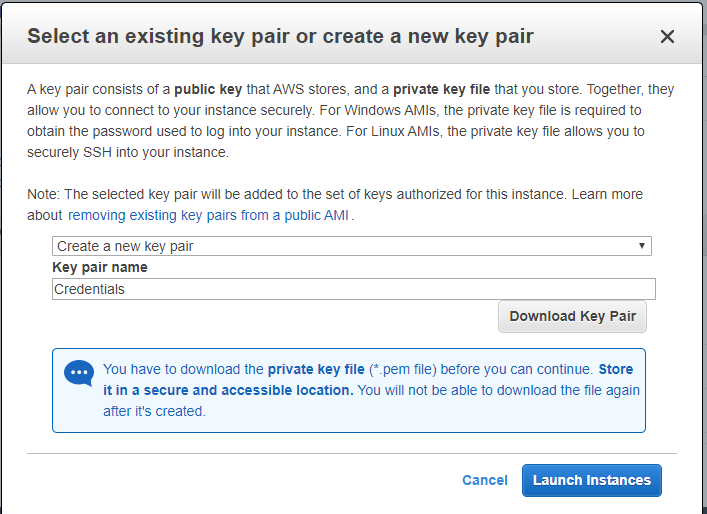 Select an existing key pair or create a new key pair
A key pair consists of a public key that AWS stores, and a private key file that you store. Together, they
allow you to connect to your instance securely. For Windows AMIs, the private key file is required to
obtain the password used to log into your instance. For Linux AMIs, the private key file allows you to
securely SSH into your instance.
Note: The selected key pair will be added to the set of keys authorized for this instance. Learn more
about removing existing key pairs from a public AMI.
Create a new key pair
Key pair name
Credentials
Download Key Pair
You have to download the private key file (*.pem file) before you can continue. Store
it in a secure and accessible location. You will not be able to download the file again
after it's created.
Cancel
Launch Instances